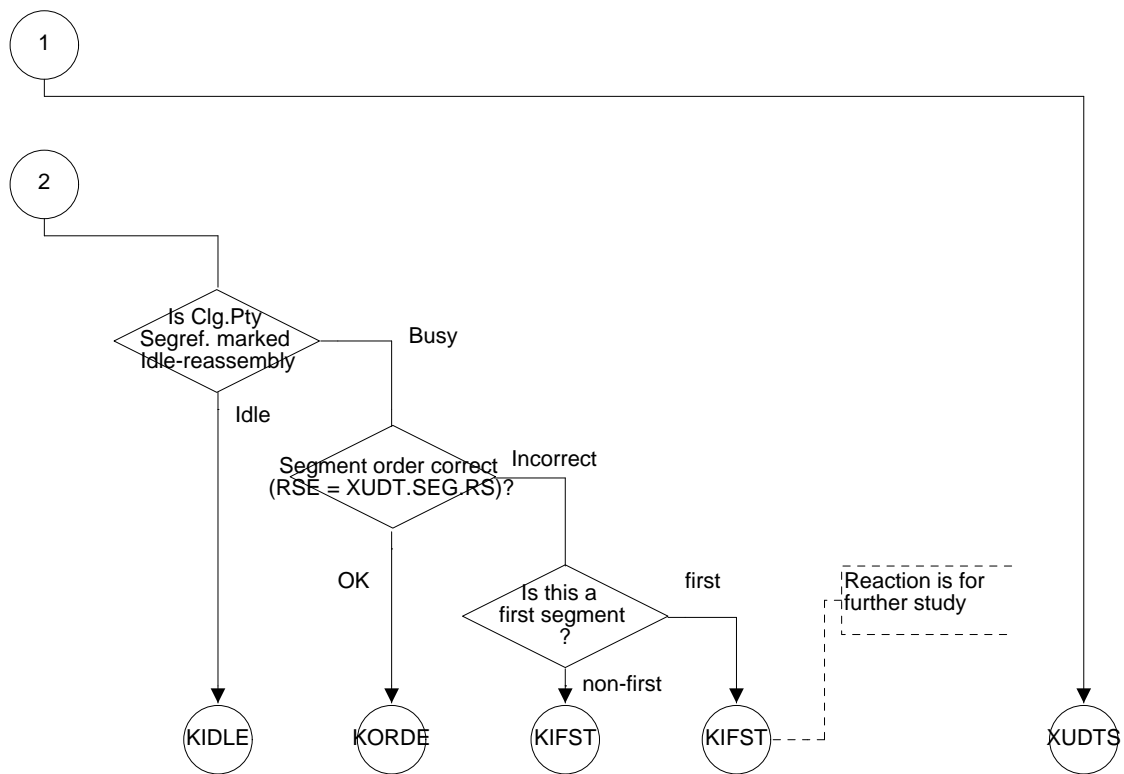 1
2
Is Clg.Pty
Segref. marked
Idle-reassembly
Busy
Idle
Segment order correct
(RSE = XUDT.SEG.RS)?
Incorrect
OK
Is this a
first segment
?
first
Reaction is for
further study
non-first
KIDLE
KORDE
KIFST
KIFST
XUDTS